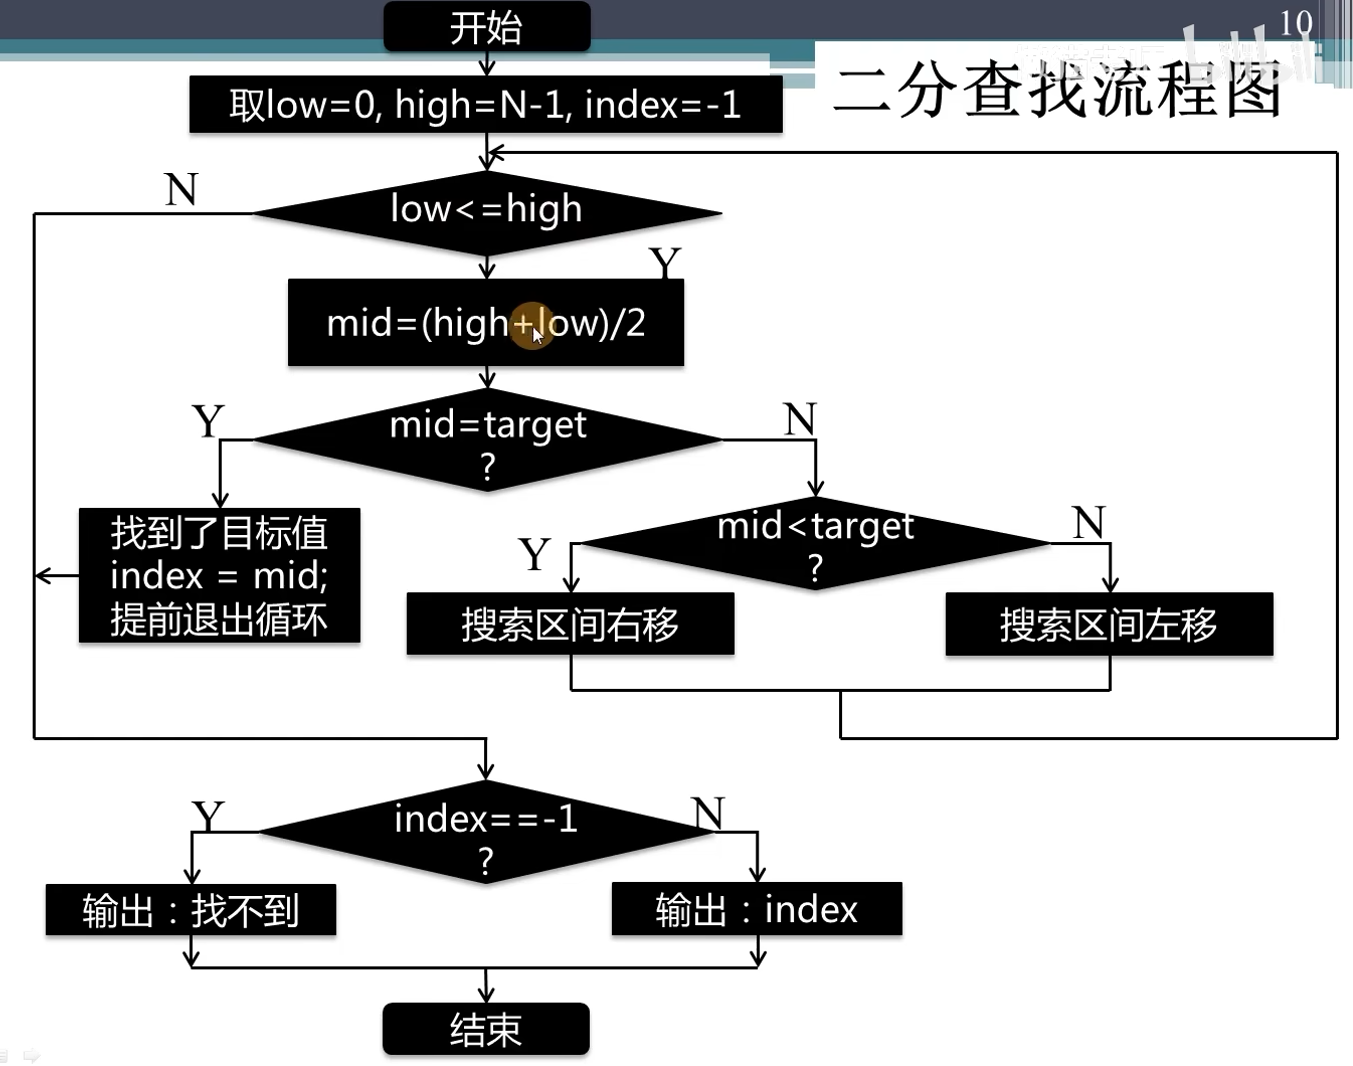 10
开始
二分查找流程图
取low=0, high=N-1, index=-1
N
low<=high
Y
mid=(high+low)/2
Y
mid=target
?
N
找到了目标值
index = mid;
提前退出循环
Y
mid<target
?
N
搜索区间右移
搜索区间左移
Y
index==-1
?
N
输出：找不到
输出：index
结束